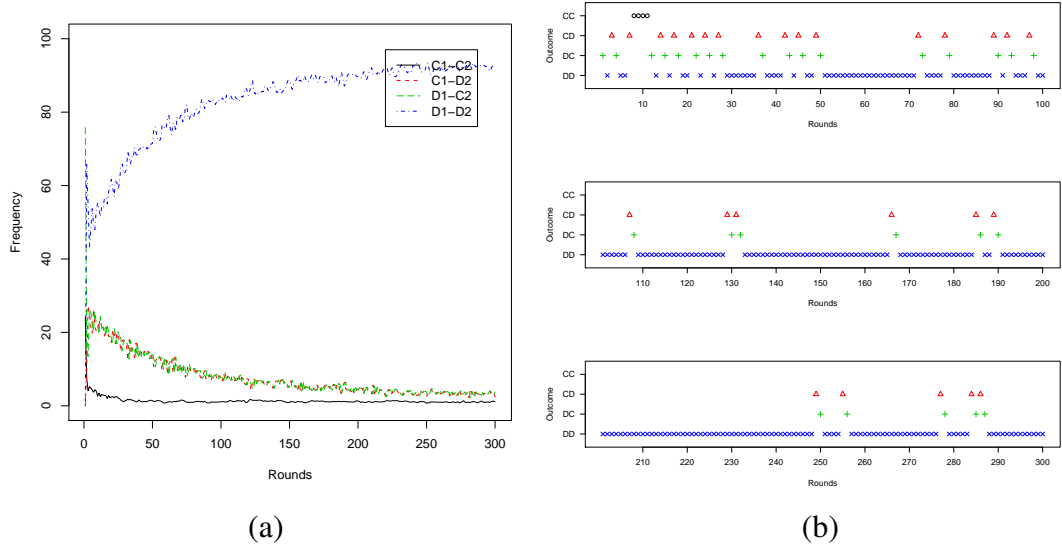 100
80
60
40
20
0
Frequency
C1−C2
C1−D2
D1−C2
D1−D2
0 50 100 150 200 250 300
Rounds
(a)
Outcome
CC
CD
DC
DD
10 20 30 40 50 60 70 80 90 100
Rounds
Outcome
CC
CD
DC
DD
110 120 130 140 150 160 170 180 190 200
Rounds
Outcome
CC
CD
DC
DD
210 220 230 240 250 260 270 280 290 300
Rounds
(b)